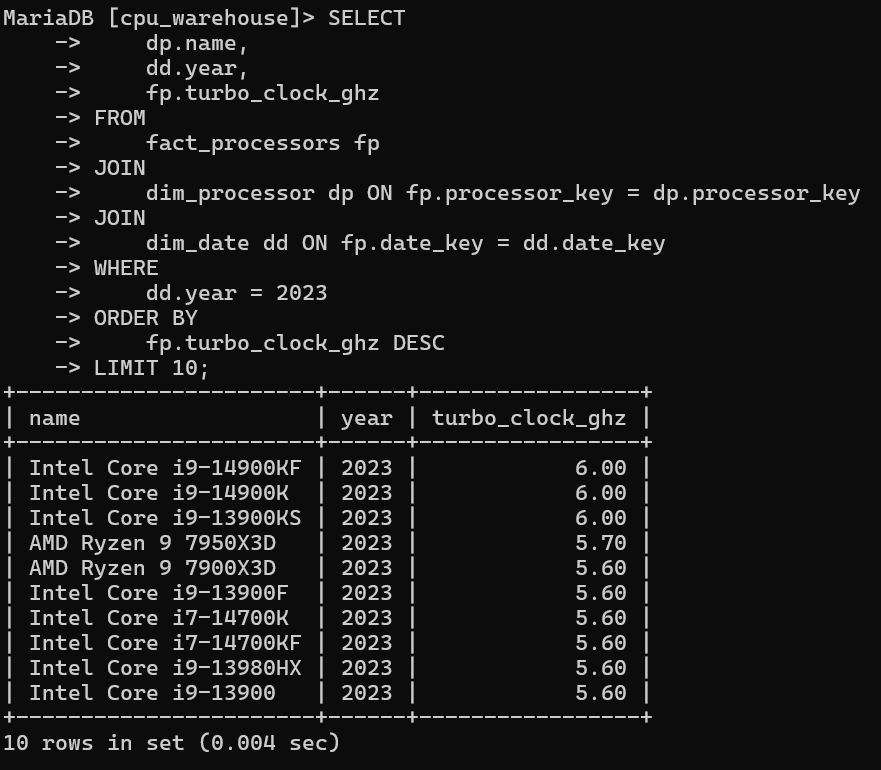 MariaDB [cpu_warehouse]> SELECT
    ->     dp.name,
    ->     dd.year,
    ->     fp.turbo_clock_ghz
    -> FROM
    ->     fact_processors fp
    -> JOIN
    ->     dim_processor dp ON fp.processor_key = dp.processor_key
    -> JOIN
    ->     dim_date dd ON fp.date_key = dd.date_key
    -> WHERE
    ->     dd.year = 2023
    -> ORDER BY
    ->     fp.turbo_clock_ghz DESC
    -> LIMIT 10;
+-----------------------+------+-----------------+
| name                  | year | turbo_clock_ghz |
+-----------------------+------+-----------------+
| Intel Core i9-14900KF | 2023 |            6.00 |
| Intel Core i9-14900K  | 2023 |            6.00 |
| Intel Core i9-13900KS | 2023 |            6.00 |
| AMD Ryzen 9 7950X3D   | 2023 |            5.70 |
| AMD Ryzen 9 7900X3D   | 2023 |            5.60 |
| Intel Core i9-13900F  | 2023 |            5.60 |
| Intel Core i7-14700K  | 2023 |            5.60 |
| Intel Core i7-14700KF | 2023 |            5.60 |
| Intel Core i9-13980HX | 2023 |            5.60 |
| Intel Core i9-13900   | 2023 |            5.60 |
+-----------------------+------+-----------------+
10 rows in set (0.004 sec)